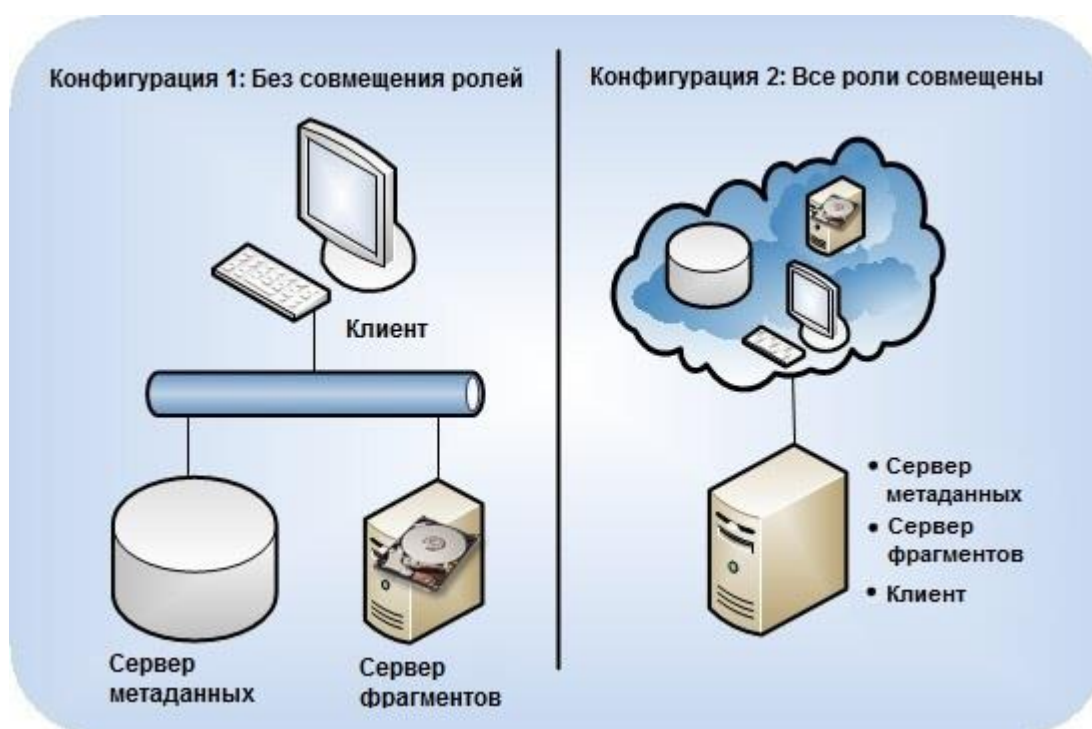 Конфигурация 1: Без совмещения ролей
Клиент
Сервер
метаданных
Сервер
фрагментов
Конфигурация 2: Все роли совмещены
• Сервер
метаданных
• Сервер
фрагментов
• Клиент